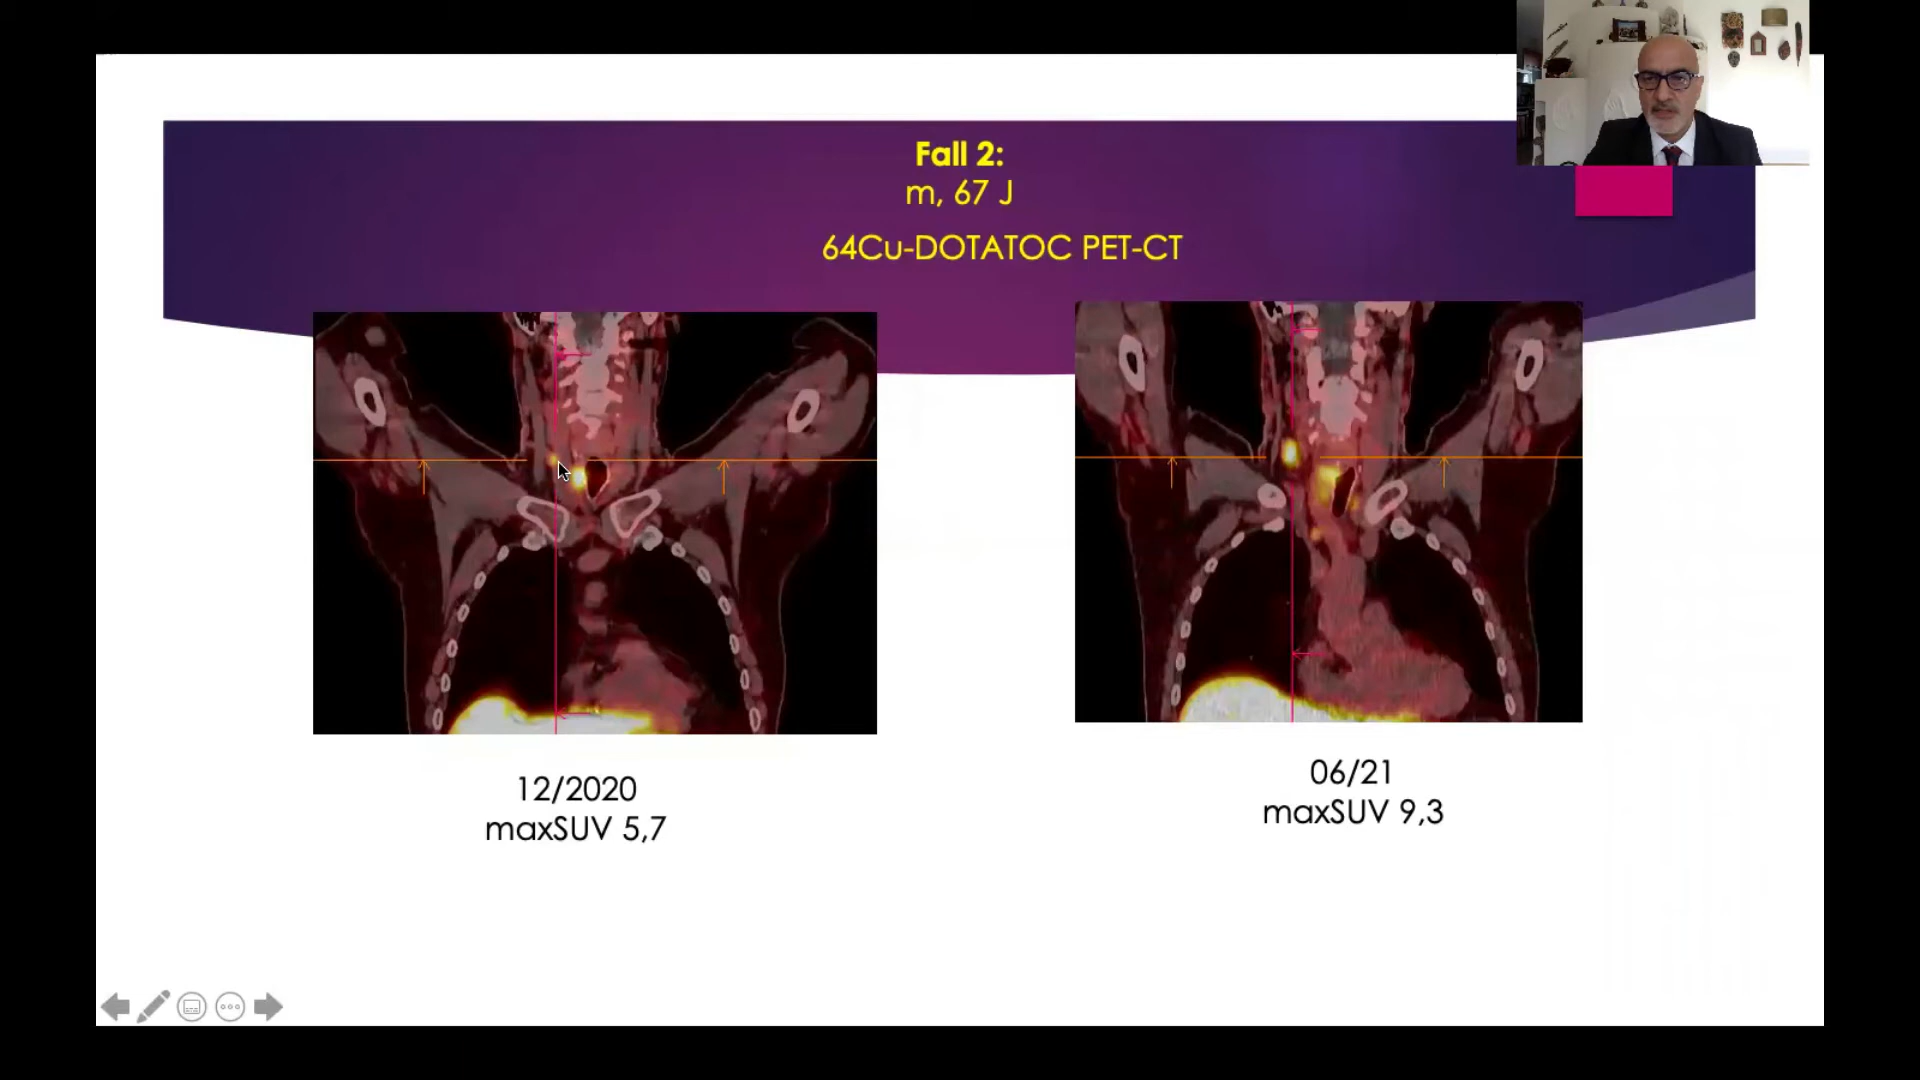 Fall 2:
m, 67 J
64Cu-DOTATOC PET-CT
12/2020
maxSUV 5,7
06/21
maxSUV 9,3